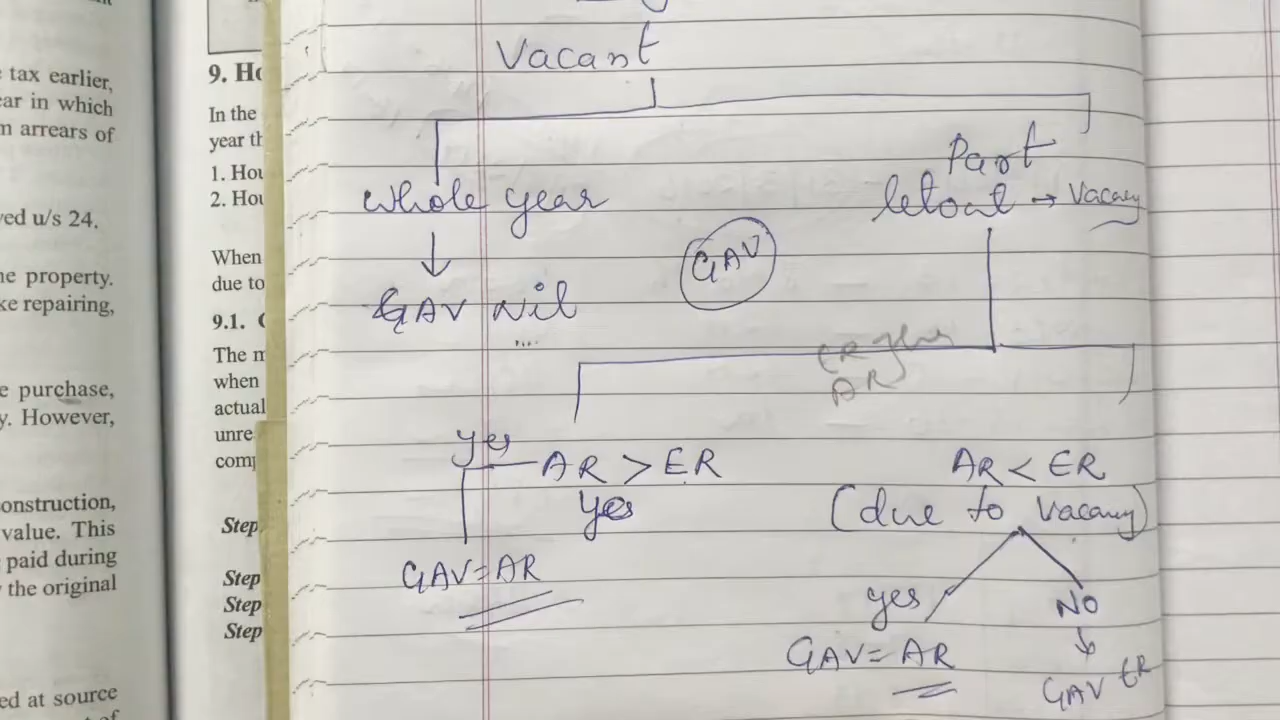 tax earlier,
ear in which
m arrears of
ved u/s 24.
ne property.
ke repairing,
e purchase,
y. However,
onstruction,
value. This
paid during
the original
ed at source
9. Ho
In the
year th
1. Hou
2. Hou
When
due to
9.1.
The m
when
actual
unre
comp
Step
Step
Step
Step
Vacant
Whole year
GAV Nil
....
GAV
Part
letout → Vacancy
ER
AR
yes
AR > ER
Yes
GAV = AR
AR < ER
(due to vacancy)
yes
GAV = AR
NO
GAV ER